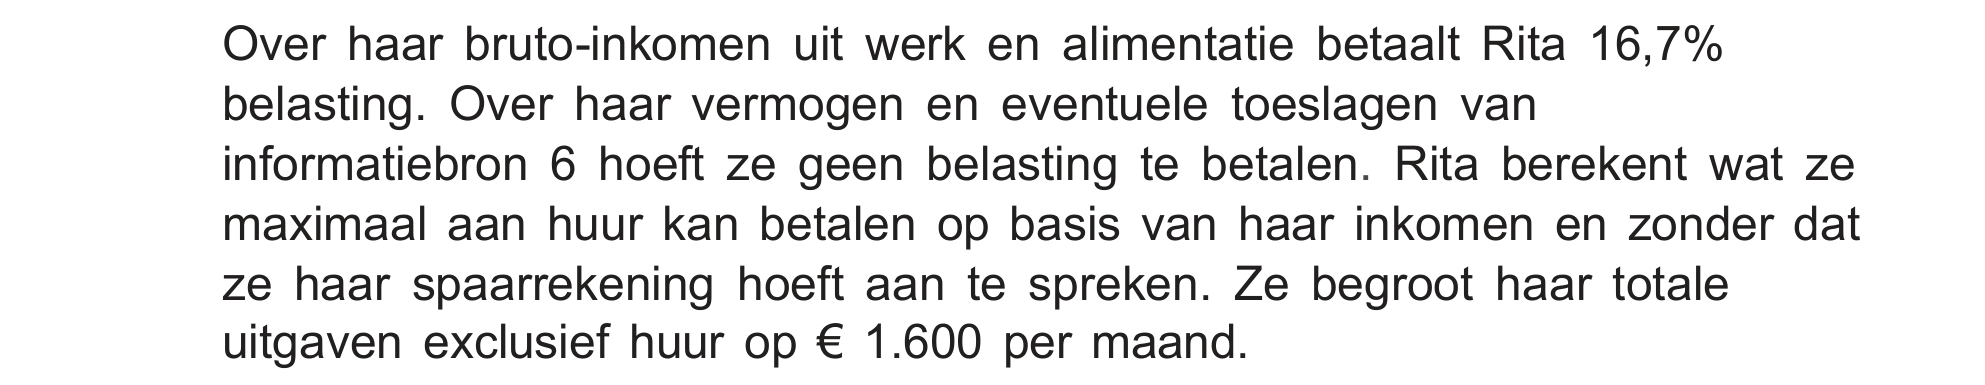 Over haar bruto-inkomen uit werk en alimentatie betaalt Rita 16,7%
belasting. Over haar vermogen en eventuele toeslagen van
informatiebron 6 hoeft ze geen belasting te betalen. Rita berekent wat ze
maximaal aan huur kan betalen op basis van haar inkomen en zonder dat
ze haar spaarrekening hoeft aan te spreken. Ze begroot haar totale
uitgaven exclusief huur op € 1.600 per maand.